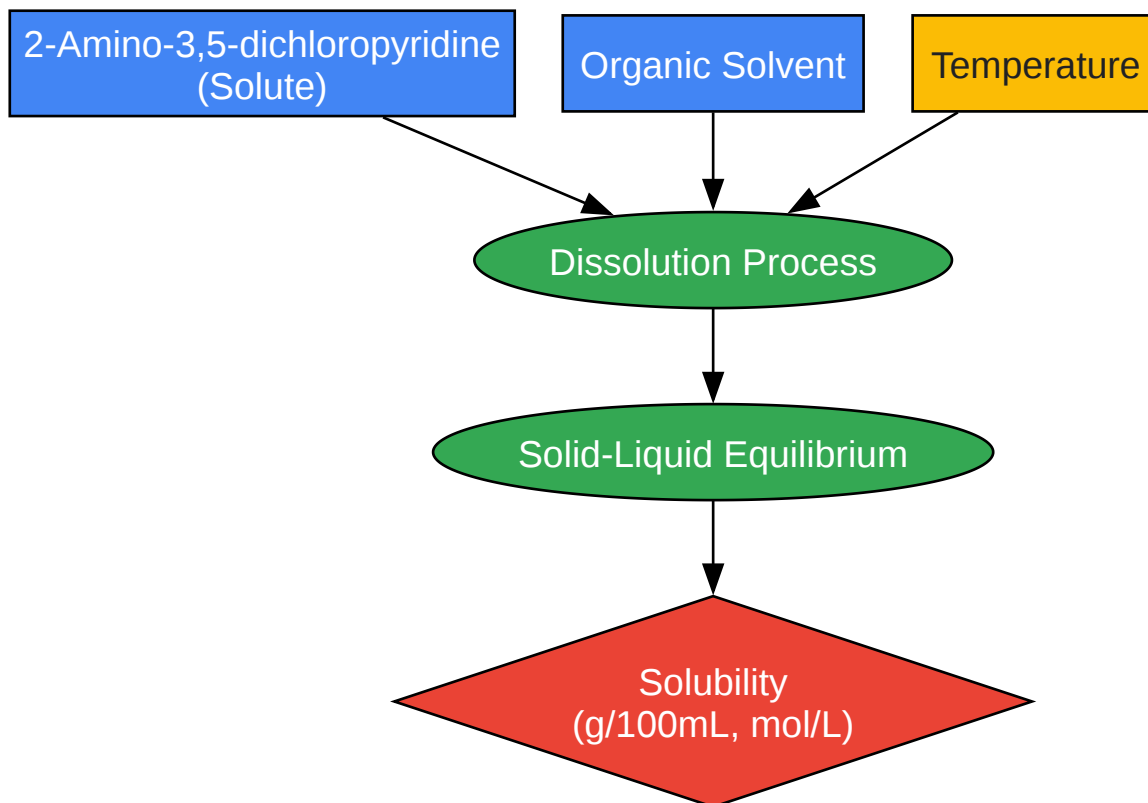 2-Amino-3,5-dichloropyridine
(Solute)
Organic Solvent
Temperature
Dissolution Process
Solid-Liquid Equilibrium
Solubility
(g/100mL, mol/L)